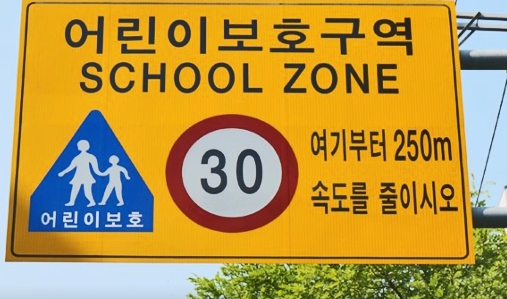 어린이보호구역
SCHOOL ZONE
어린이보호
30
여기부터 250m
속도를 줄이시오